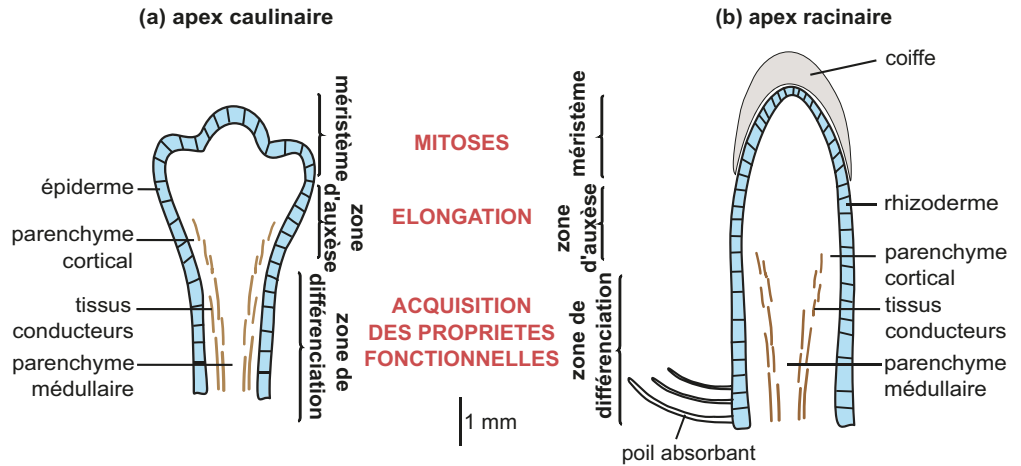 (a) apex caulinaire
(b) apex racinaire
épiderme
parenchyme
cortical
tissus
conducteurs
parenchyme
médullaire
méristème
zone
d'auxèse
zone de
différenciation
MITOSES
ELONGATION
ACQUISITION
DES PROPRIETES
FONCTIONNELLES
1 mm
méristème
zone
d'auxèse
zone de
différenciation
coiffe
rhizoderme
parenchyme
cortical
tissus
conducteurs
parenchyme
médullaire
poil absorbant